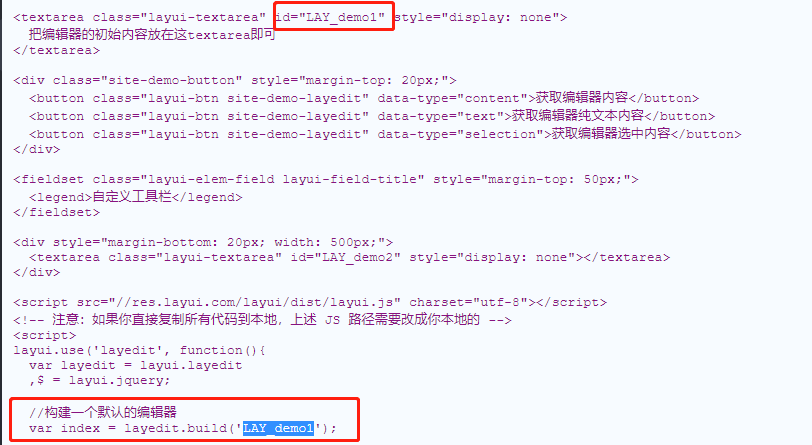 <textarea class="layui-textarea" id="LAY_demo1" style="display: none">
  把编辑器的初始内容放在这textarea即可
</textarea>

<div class="site-demo-button" style="margin-top: 20px;">
  <button class="layui-btn site-demo-layedit" data-type="content">获取编辑器内容</button>
  <button class="layui-btn site-demo-layedit" data-type="text">获取编辑器纯文本内容</button>
  <button class="layui-btn site-demo-layedit" data-type="selection">获取编辑器选中内容</button>
</div>

<fieldset class="layui-elem-field layui-field-title" style="margin-top: 50px;">
  <legend>自定义工具栏</legend>
</fieldset>

<div style="margin-bottom: 20px; width: 500px;">
  <textarea class="layui-textarea" id="LAY_demo2" style="display: none"></textarea>
</div>

<script src="//res.layui.com/layui/dist/layui.js" charset="utf-8"></script>
<!-- 注意：如果你直接复制所有代码到本地，上述 JS 路径需要改成你本地的 -->
<script>
layui.use('layedit', function(){
  var layedit = layui.layedit
  ,$ = layui.jquery;

  //构建一个默认的编辑器
  var index = layedit.build('LAY_demo1');